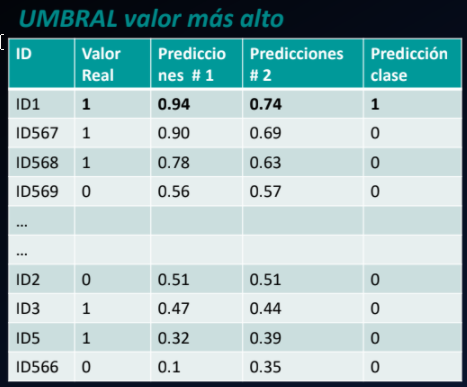 UMBRAL valor más alto
ID Valor Real Prediccio nes # 1 Predicciones # 2 Predicción clase
ID1 1 0.94 0.74 1
ID567 1 0.90 0.69 0
ID568 1 0.78 0.63 0
ID569 0 0.56 0.57 0
...
...
ID2 0 0.51 0.51 0
ID3 1 0.47 0.44 0
ID5 1 0.32 0.39 0
ID566 0 0.1 0.35 0